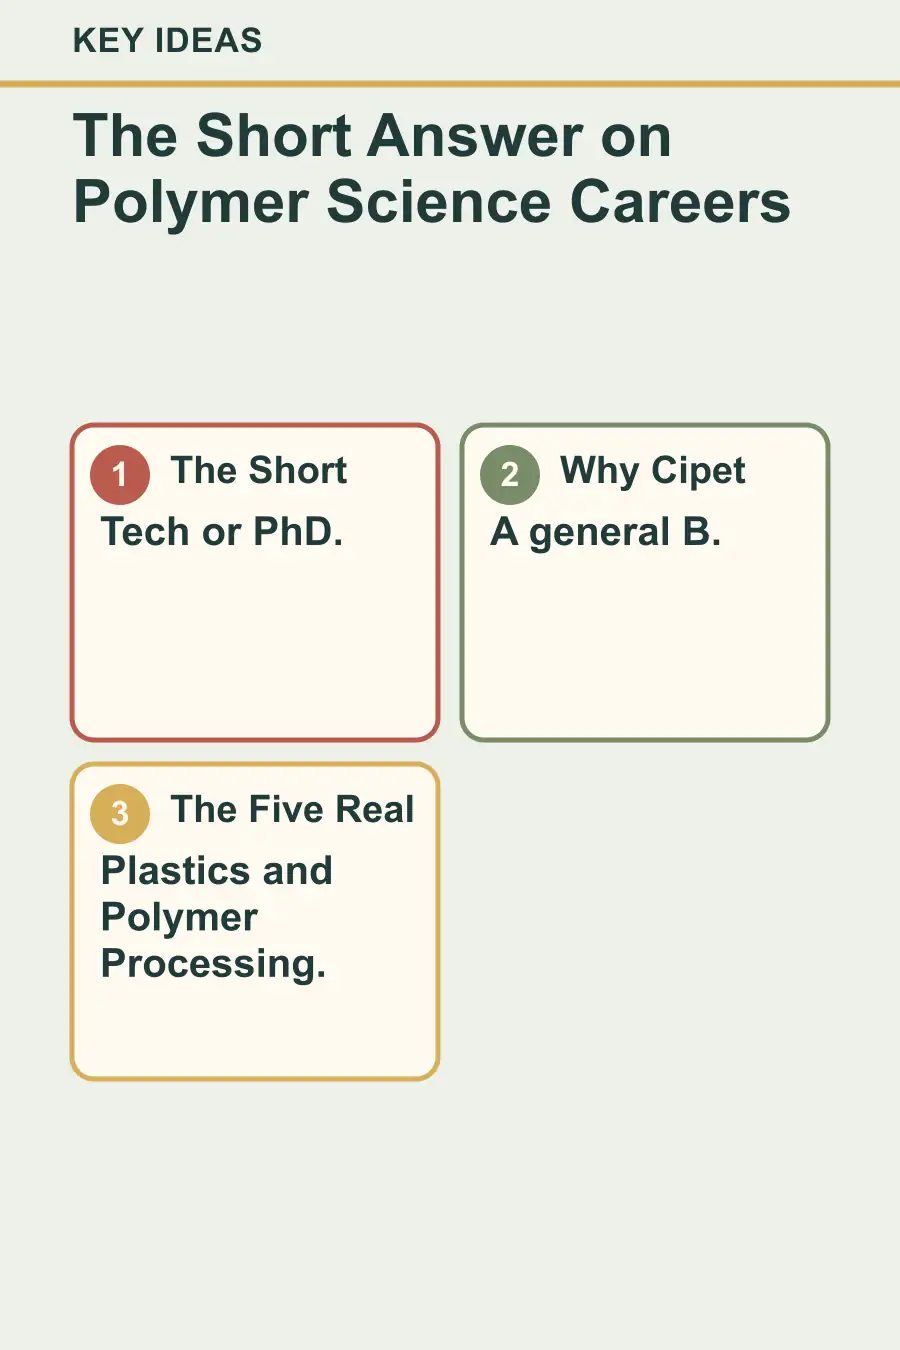 KEY IDEAS
The Short Answer on
Polymer Science Careers
1 The Short
Tech or PhD.
2 Why Cipet
A general B.
3 The Five Real
Plastics and
Polymer
Processing.